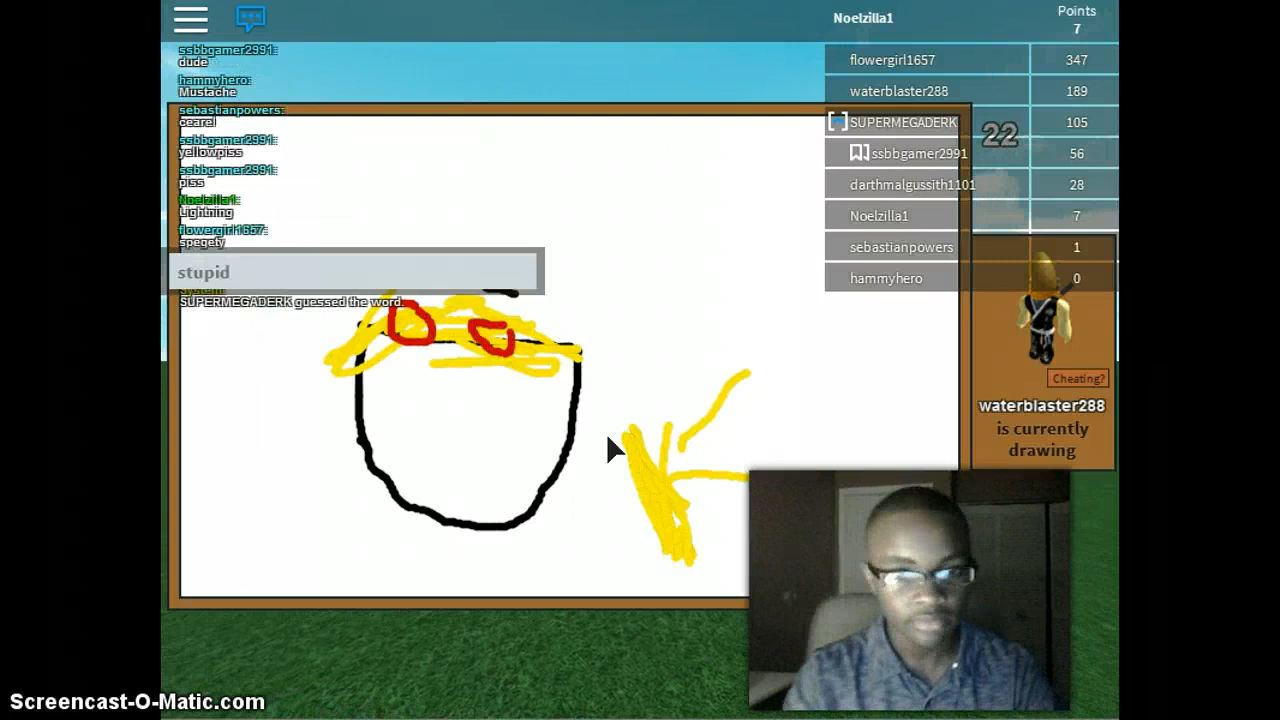 Noelzilla1
Points
7
ssbbgamer2991:
dude
hammyhero:
Mustache
sebastianpowers:
cearel
ssbbgamer2991:
yellowpiss
ssbbgamer2991:
piss
Noelzilla1:
Lightning
flowergirl1657:
spegety
stupid
System:
SUPERMEGADERK guessed the word.
flowergirl1657 347
waterblaster288 189
SUPERMEGADERK 105
ssbbgamer2991 56
darthmalgussith1101 28
Noelzilla1 7
sebastianpowers 1
hammyhero 0
22
Cheating?
waterblaster288
is currently
drawing
Screencast-O-Matic.com